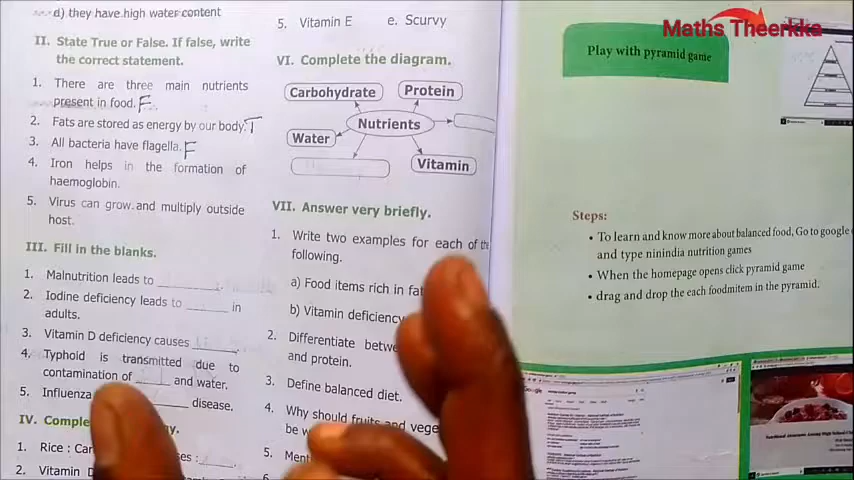 d) they have high water content
II. State True or False. If false, write
the correct statement.
1. There are three main nutrients
present in food. F
2. Fats are stored as energy by our body. T
3. All bacteria have flagella. F
4. Iron helps in the formation of
haemoglobin.
5. Virus can grow and multiply outside
host.
III. Fill in the blanks.
1. Malnutrition leads to ________.
2. Iodine deficiency leads to ______ in
adults.
3. Vitamin D deficiency causes ______.
4. Typhoid is transmitted due to
contamination of ______ and water.
5. Influenza ______ disease.
IV.
1. Rice :
2. Vitamin D
5. Vitamin E e. Scurvy
VI. Complete the diagram.
Carbohydrate Protein
Nutrients
Water
Vitamin
VII. Answer very briefly.
1. Write two examples for each of the
following.
a) Food items rich in
b) Vitamin deficiency
2. Differentiate
and protein.
3. Define balanced diet.
4. Why should fruits and
be
5.
6.
Maths Theerkka
Play with pyramid game
Steps:
• To learn and know more about balanced food, Go to google
and type ninindia nutrition games
• When the homepage opens click pyramid game
• drag and drop the each foodmitem in the pyramid.